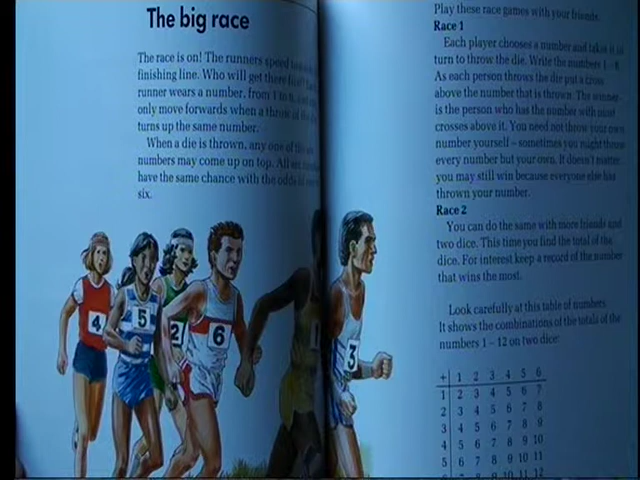 The big race
The race is on! The runners speed
finishing line. Who will get there
runner wears a number, from 1 to
only move forwards when a throw of the
turns up the same number.
When a die is thrown, any one of
numbers may come up on top. All
have the same chance with the odds
six.
4
5
2
6
3
Play these race games with your friends.
Race 1
Each player chooses a number and takes it in
turn to throw the die. Write the numbers 1 – 6.
As each person throws the die put a cross
above the number that is thrown. The winner
is the person who has the number with most
crosses above it. You need not throw your own
number yourself – sometimes you might throw
every number but your own. It doesn't matter,
you may still win because everyone else has
thrown your number.
Race 2
You can do the same with more friends and
two dice. This time you find the total of the
dice. For interest keep a record of the number
that wins the most.
Look carefully at this table of numbers
It shows the combinations of the totals of the
numbers 1 – 12 on two dice:
+ 1 2 3 4 5 6
1 2 3 4 5 6 7
2 3 4 5 6 7 8
3 4 5 6 7 8 9
4 5 6 7 8 9 10
5 6 7 8 9 10 11
8 9 10 11 12